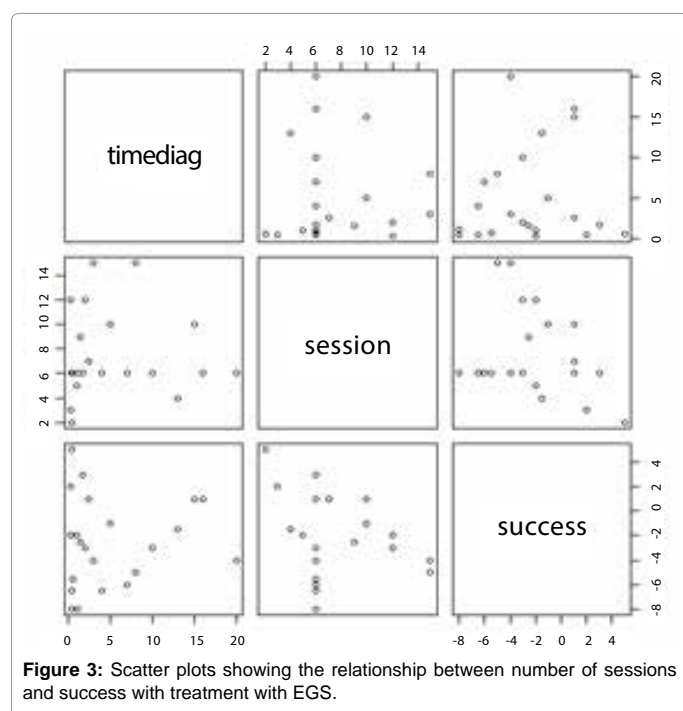 2 4 6 8 10 12 14
timediag
0 5 10 15 20
2 4 6 8 10 12 14
session
success
-8 -6 -4 -2 0 2 4
0 5 10 15 20
-8 -6 -4 -2 0 2 4
Figure 3: Scatter plots showing the relationship between number of sessions
and success with treatment with EGS.